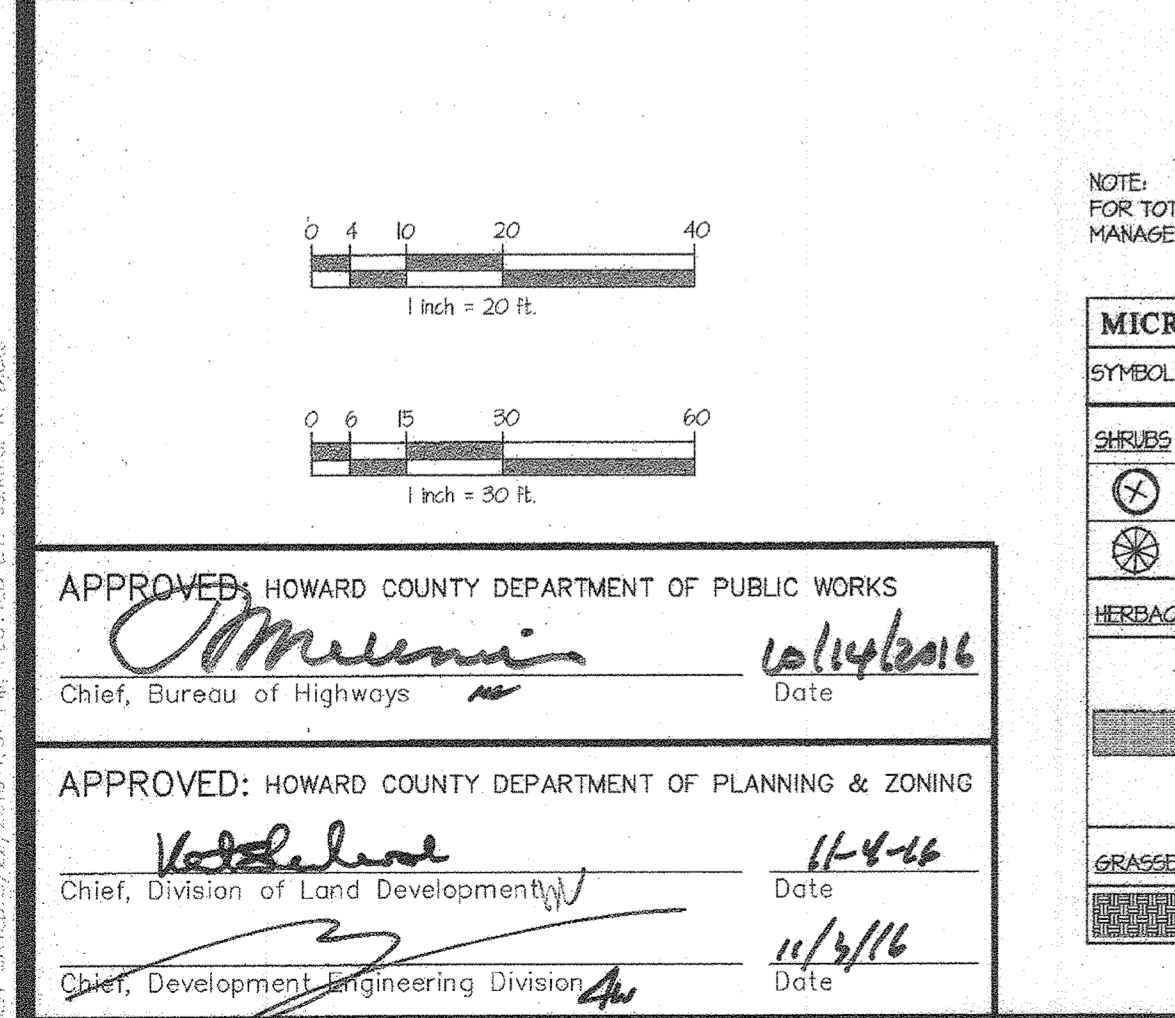 0 4 10 20 40
1 inch = 20 ft.
0 6 15 30 60
1 inch = 30 ft.
APPROVED: HOWARD COUNTY DEPARTMENT OF PUBLIC WORKS
10/14/2016
Chief, Bureau of Highways
Date
APPROVED: HOWARD COUNTY DEPARTMENT OF PLANNING & ZONING
11-4-16
Chief, Division of Land Development
Date
11/3/16
Chief, Development Engineering Division
Date
NOTE:
FOR TOT
MANAGE
MICR
SYMBOL
SHRUBS
HERBAC
GRASSE